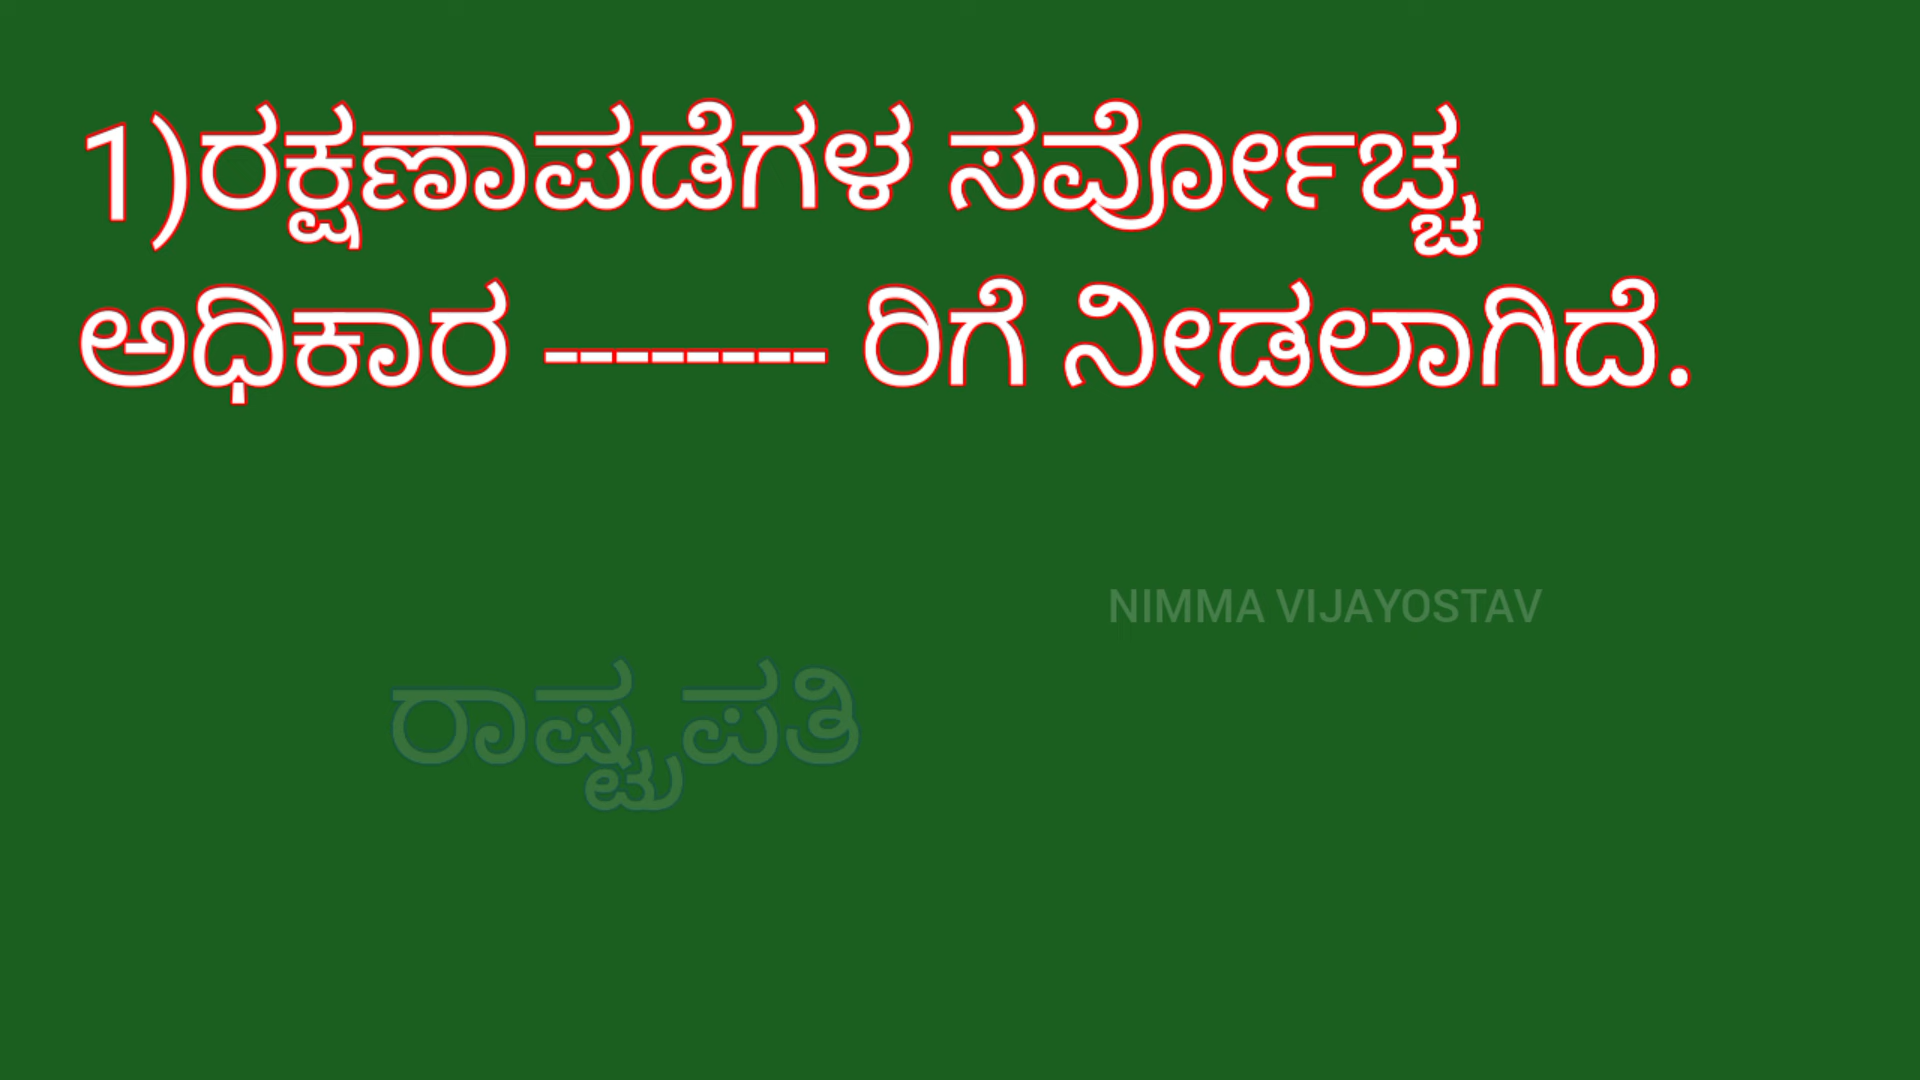 1)ರಕ್ಷಣಾಪಡೆಗಳ ಸರ್ವೋಚ್ಚ
ಅಧಿಕಾರ -------- ರಿಗೆ ನೀಡಲಾಗಿದೆ.
NIMMA VIJAYOSTAV
ರಾಷ್ಟ್ರಪತಿ